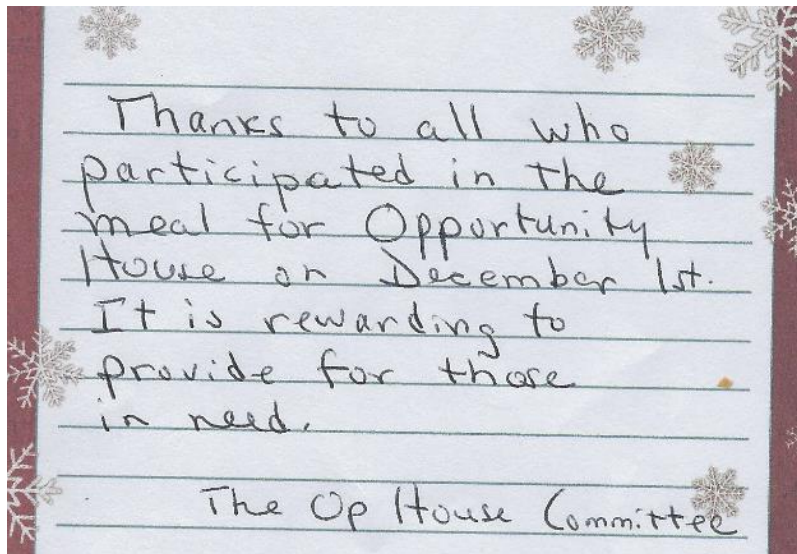 Thanks to all who
participated in the
meal for Opportunity
House on December 1st.
It is rewarding to
provide for those
in need.
The Op House Committee